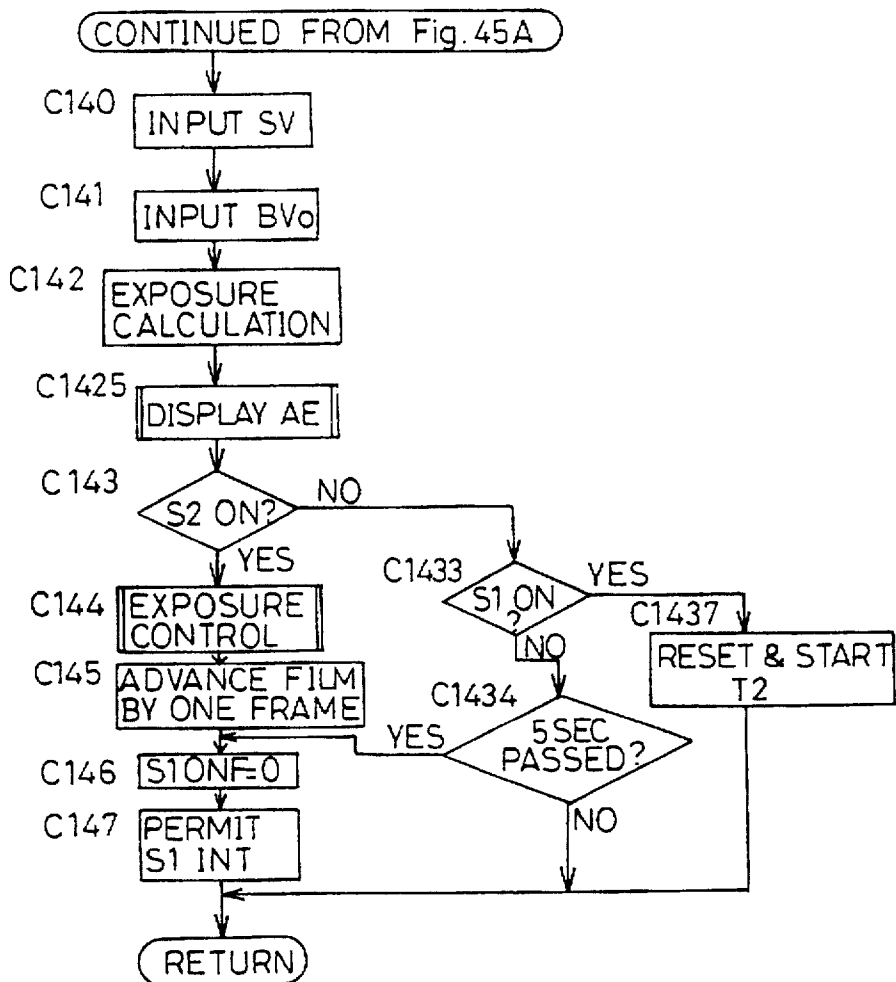 CONTINUED FROM Fig. 45A
C140
INPUT SV
C141
INPUT BVo
C142
EXPOSURE
CALCULATION
C1425
DISPLAY AE
C143
S2 ON?
NO
YES
C1433
S1 ON
?
YES
NO
C1437
RESET & START
T2
C144
EXPOSURE
CONTROL
C145
ADVANCE FILM
BY ONE FRAME
C1434
5SEC
PASSED?
YES
NO
C146
S1ONF=0
C147
PERMIT
S1 INT
RETURN